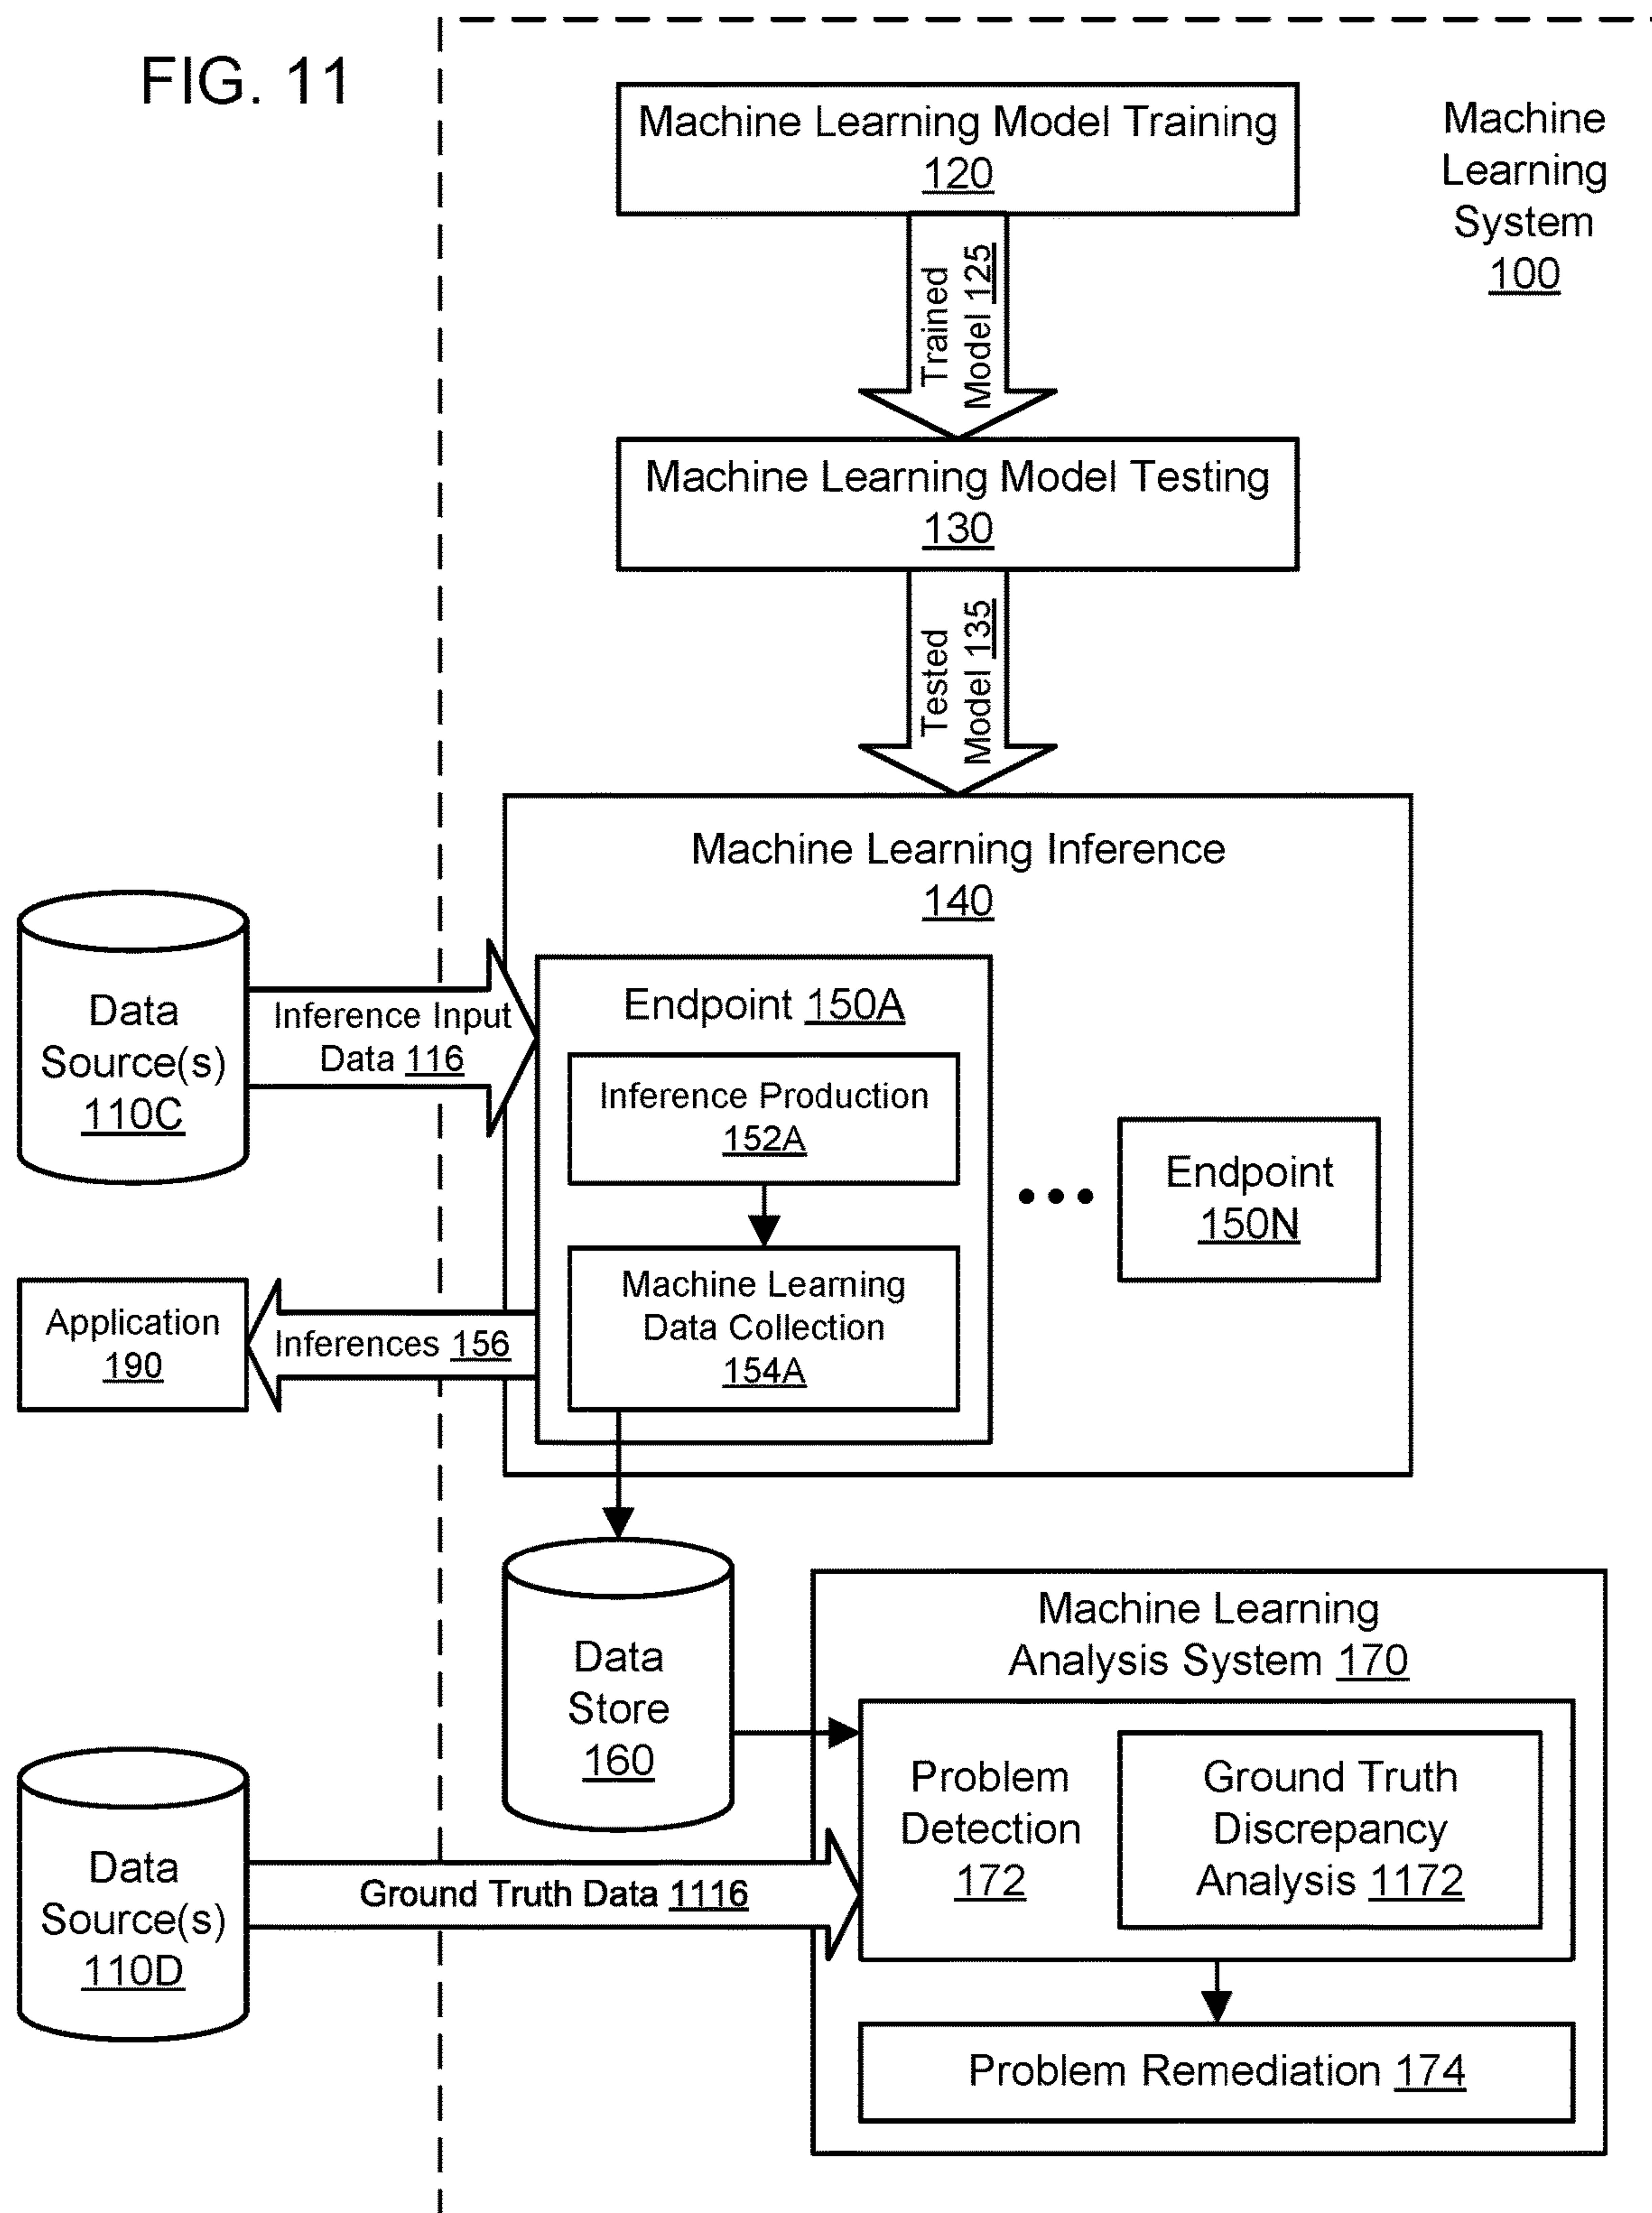 FIG. 11
Machine Learning Model Training
120
Machine
Learning
System
100
Trained
Model 125
Machine Learning Model Testing
130
Tested
Model 135
Machine Learning Inference
140
Data
Source(s)
110C
Inference Input
Data 116
Endpoint 150A
Inference Production
152A
Endpoint
150N
Machine Learning
Data Collection
154A
Application
190
Inferences 156
Data
Store
160
Machine Learning
Analysis System 170
Problem
Detection
172
Ground Truth
Discrepancy
Analysis 1172
Data
Source(s)
110D
Ground Truth Data 1116
Problem Remediation 174